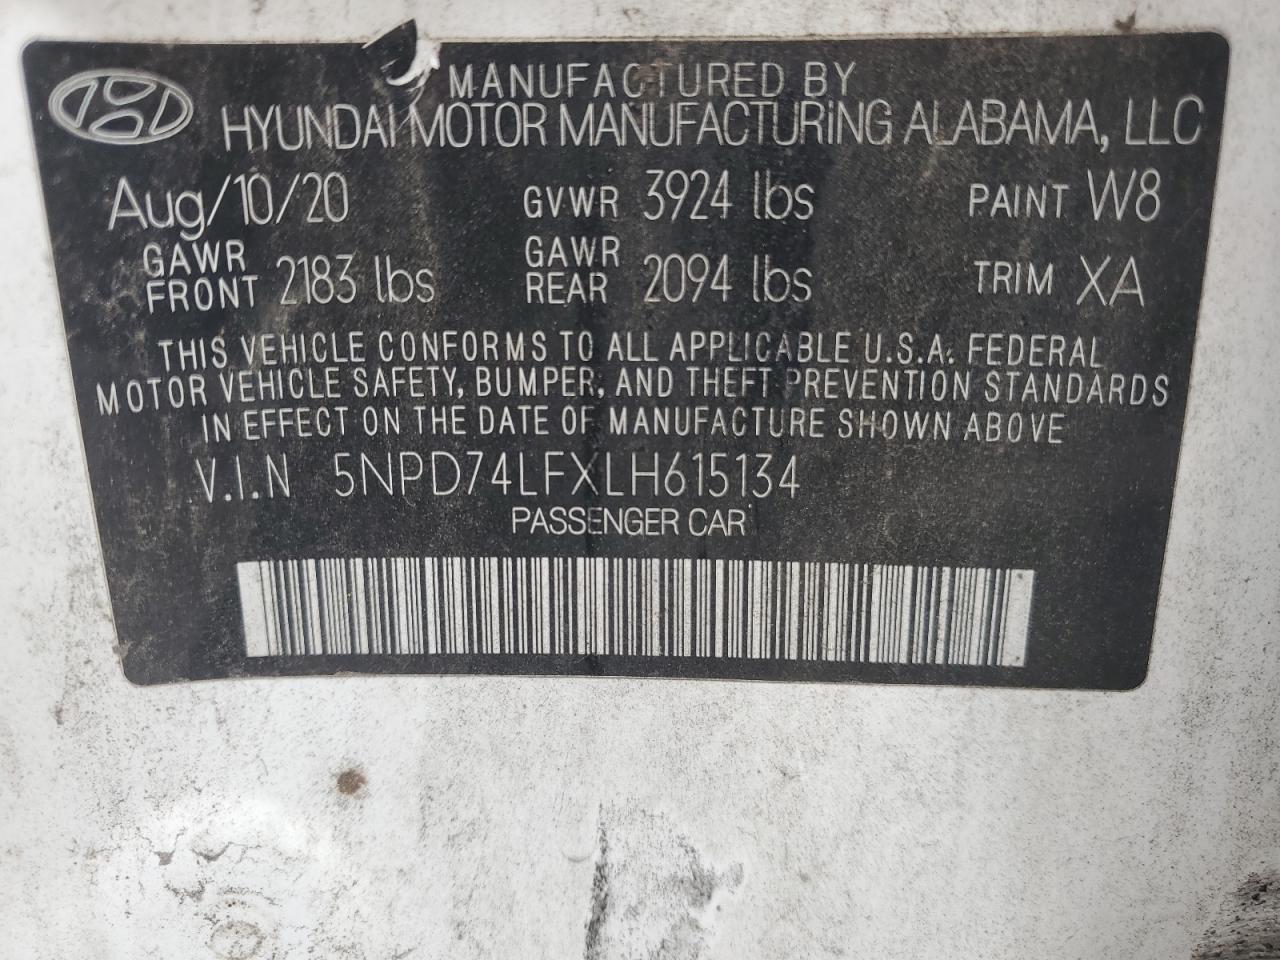 MANUFACTURED BY
HYUNDAI MOTOR MANUFACTURING ALABAMA, LLC
Aug/10/20 GVWR 3924 lbs PAINT W8
GAWR FRONT 2183 lbs GAWR REAR 2094 lbs TRIM XA
THIS VEHICLE CONFORMS TO ALL APPLICABLE U.S.A. FEDERAL
MOTOR VEHICLE SAFETY, BUMPER, AND THEFT PREVENTION STANDARDS
IN EFFECT ON THE DATE OF MANUFACTURE SHOWN ABOVE
V.I.N 5NPD74LFXLH615134
PASSENGER CAR